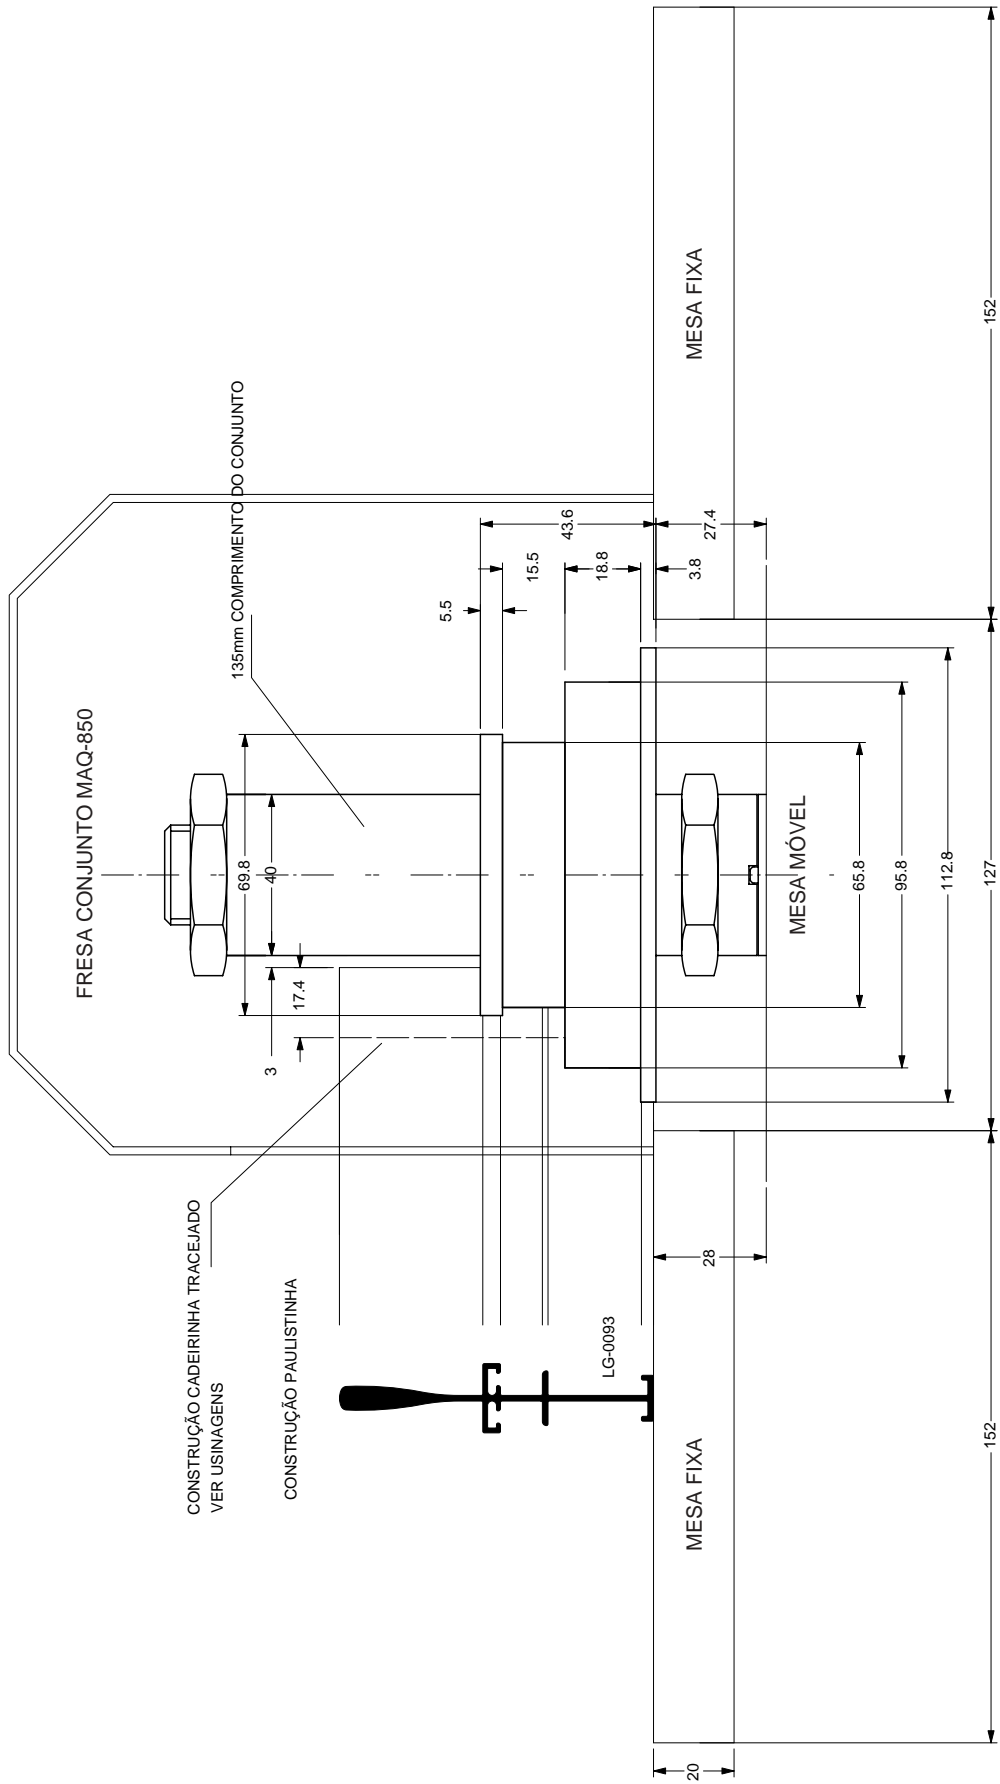 FRESA CONJUNTO MAQ-850
135mm COMPRIMENTO DO CONJUNTO
CONSTRUÇÃO CADEIRINHA TRACEJADO
VER USINAGENS
CONSTRUÇÃO PAULISTINHA
69.8
40
17.4
3
5.5
15.5
43.6
18.8
3.8
27.4
LG-0093
MESA FIXA
MESA MÓVEL
MESA FIXA
28
65.8
95.8
112.8
20
152
127
152